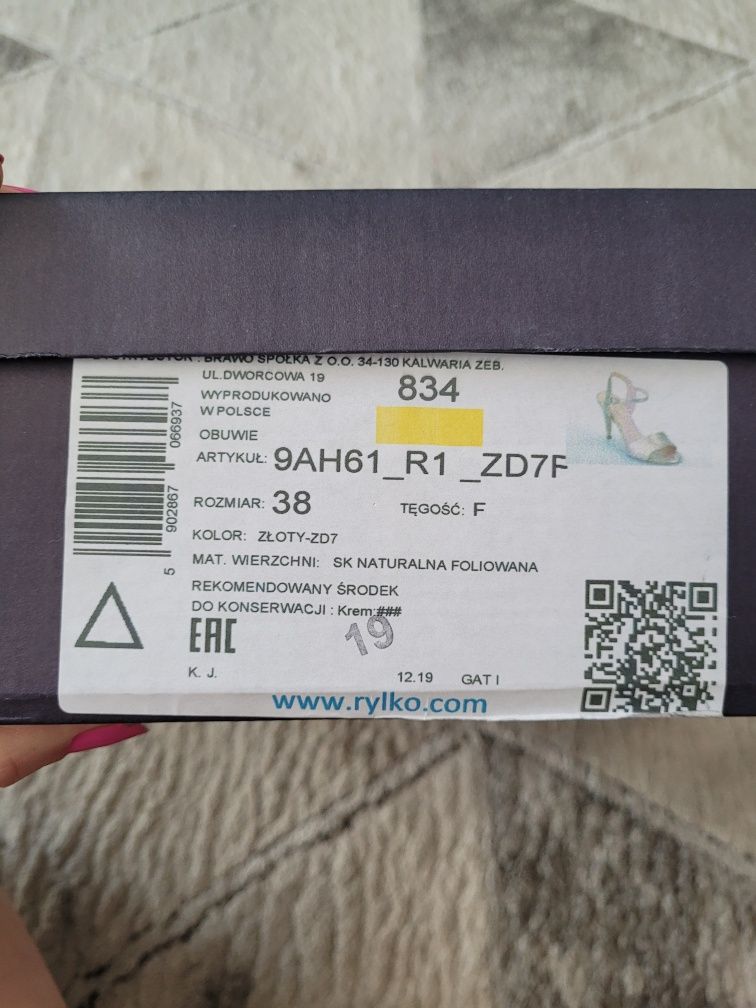 : BRAWO SPÓŁKA Z O.O. 34-130 KALWARIA ZEB.
UL.DWORCOWA 19
WYPRODUKOWANO
W POLSCE
834
OBUWIE
ARTYKUŁ: 9AH61_R1 _ZD7F
ROZMIAR: 38
TĘGOŚĆ: F
KOLOR: ZŁOTY-ZD7
MAT. WIERZCHNI: SK NATURALNA FOLIOWANA
REKOMENDOWANY ŚRODEK
DO KONSERWACJI : Krem:###
EAC
19
K. J.
12.19
GAT I
www.rylko.com
5 902867 066937